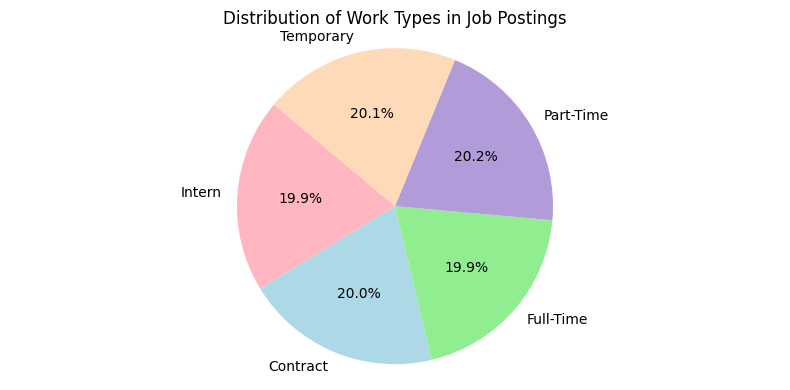 Distribution of Work Types in Job Postings
Temporary
20.1%
Part-Time
20.2%
Intern
19.9%
Full-Time
19.9%
Contract
20.0%